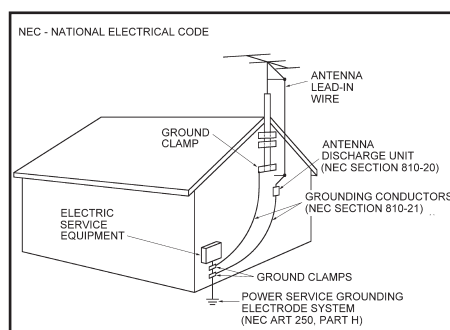 NEC - NATIONAL ELECTRICAL CODE
ANTENNA
LEAD-IN
WIRE
GROUND
CLAMP
ANTENNA
DISCHARGE UNIT
(NEC SECTION 810-20)
GROUNDING CONDUCTORS
(NEC SECTION 810-21)
ELECTRIC
SERVICE
EQUIPMENT
GROUND CLAMPS
POWER SERVICE GROUNDING
ELECTRODE SYSTEM
(NEC ART 250, PART H)